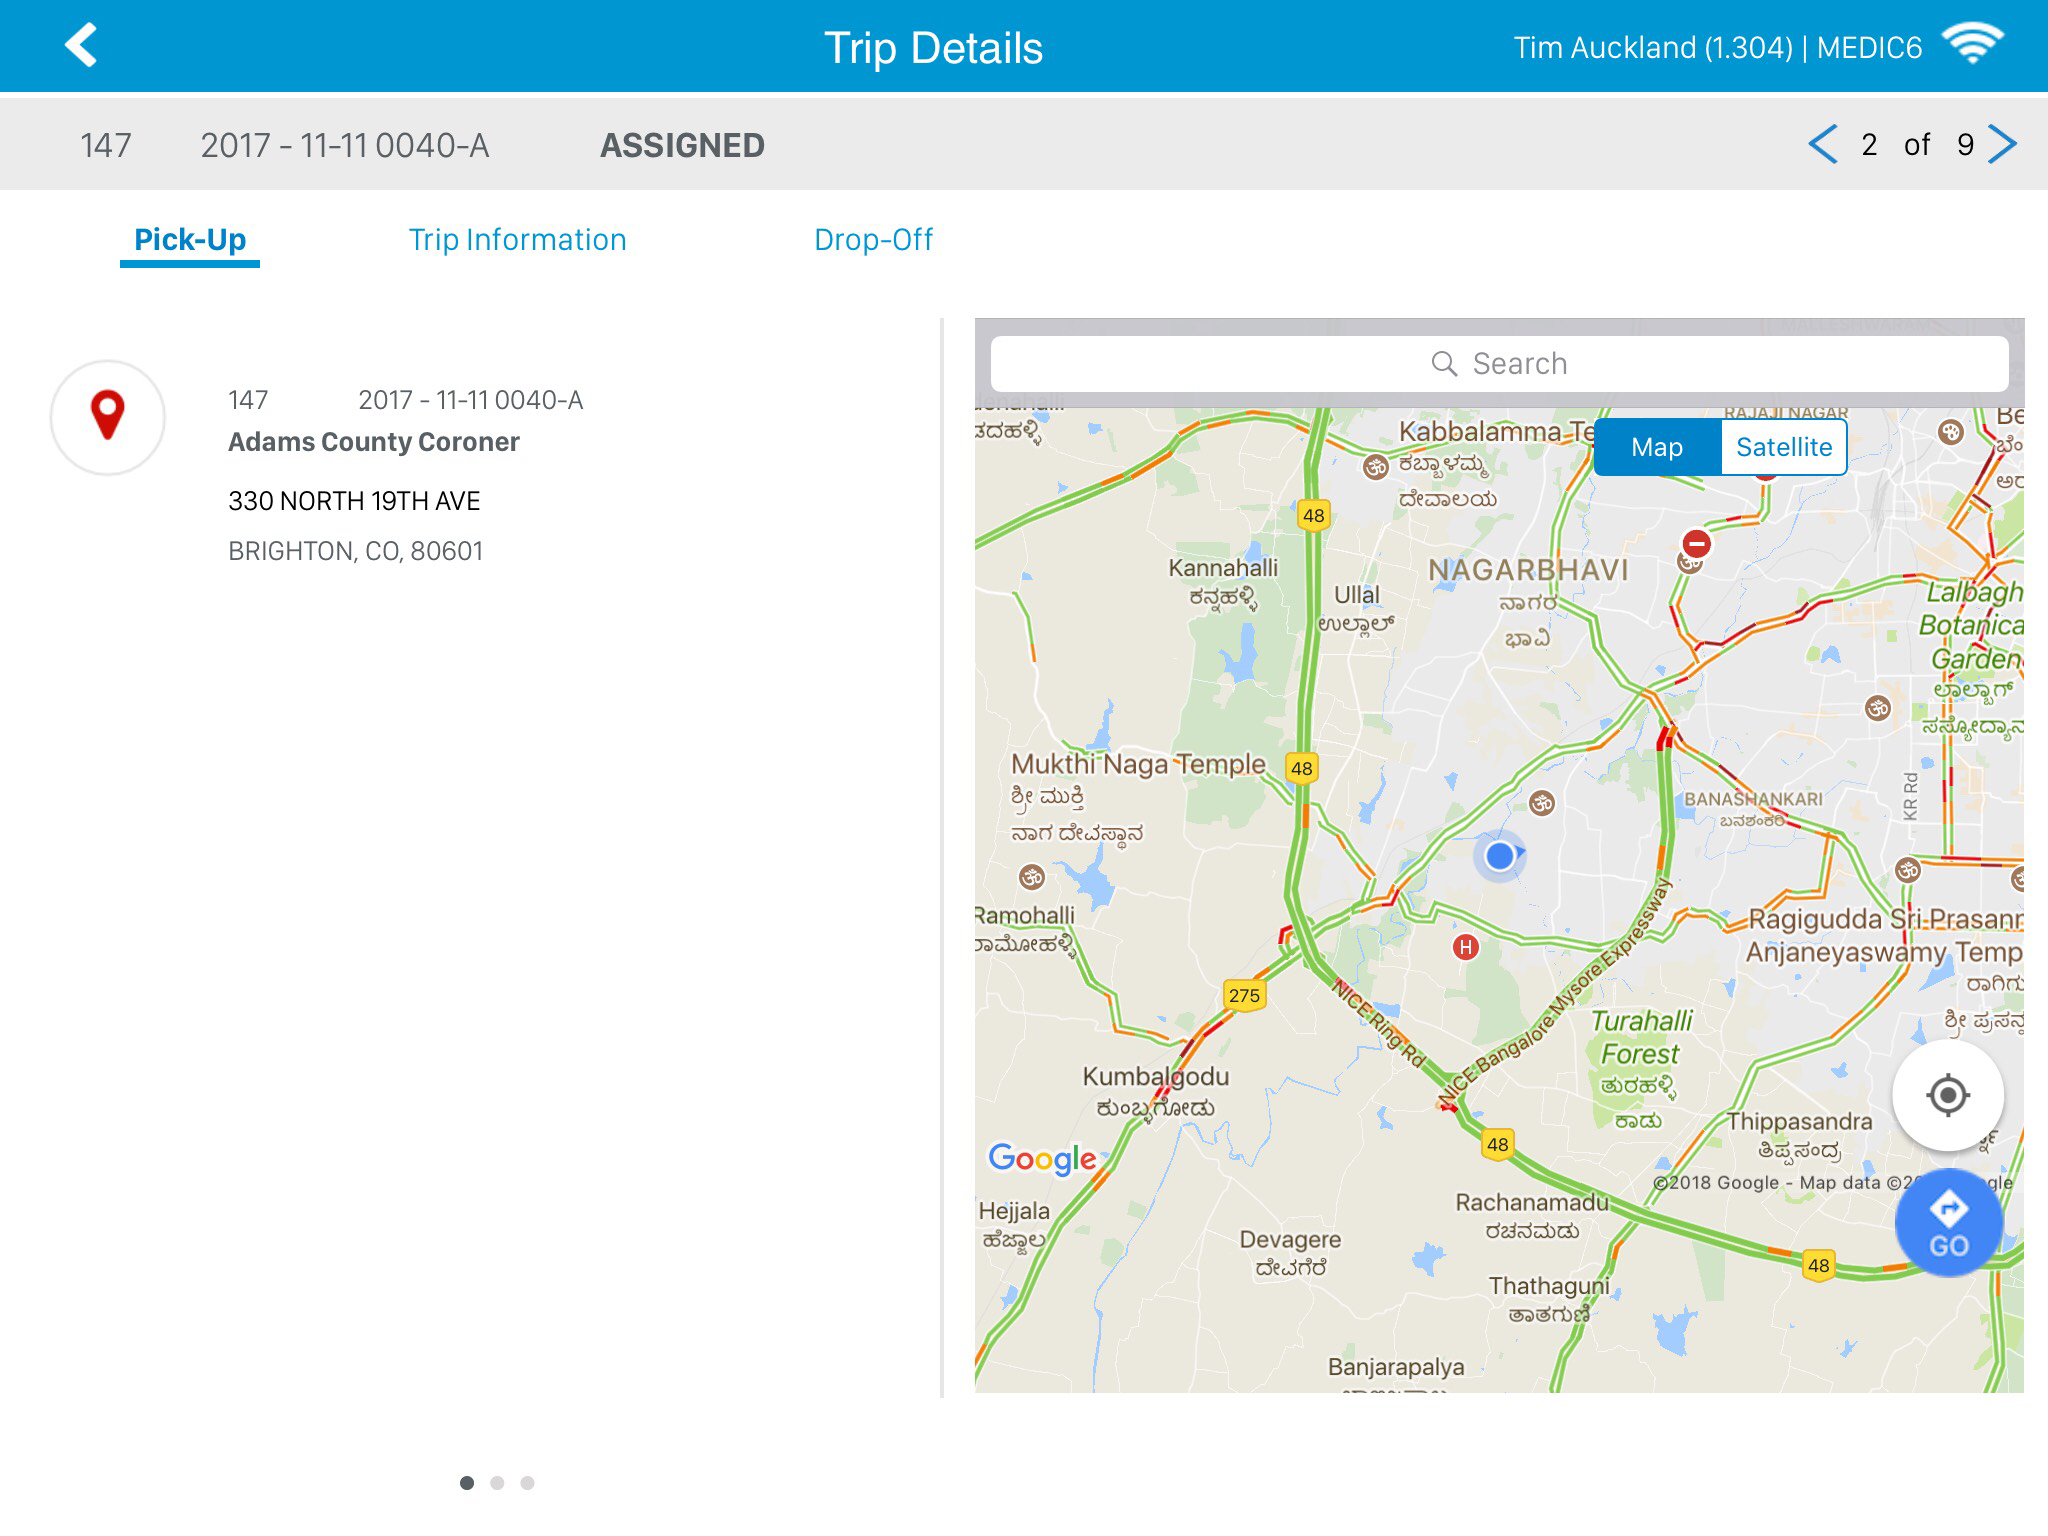 Trip Details
Tim Auckland (1.304) | MEDIC6
147 2017 - 11-11 0040-A ASSIGNED
2 of 9
Pick-Up Trip Information Drop-Off
147 2017 - 11-11 0040-A
Adams County Coroner
330 NORTH 19TH AVE
BRIGHTON, CO, 80601
Search
RAJAJI NAGAR
Map Satellite
Kabbalamma Te
ಕಬ್ಬಾಳಮ್ಮ
ದೇವಾಲಯ
48
Kannahalli
ಕನ್ನಹಳ್ಳಿ
Ullal
ಉಲ್ಲಾಳ್
NAGARBHAVI
ನಾಗರ
ಭಾವಿ
Lalbagh
Botanica
Garden
ಲಾಲ್ಬಾಗ್
ಸಸ್ಯೋದ್ಯಾನ
Mukthi Naga Temple
ಶ್ರೀ ಮುಕ್ತಿ
ನಾಗ ದೇವಸ್ಥಾನ
48
BANASHANKARI
ಬನಶಂಕರಿ
KR Rd
Ramohalli
ರಾಮೋಹಳ್ಳಿ
H
Ragigudda Sri Prasann
Anjaneyaswamy Temp
ರಾಗಿಗು
ಶ್ರೀ ಪ್ರಸನ್ನ
275
NICE Ring Rd
NICE Bangalore Mysore Expressway
Turahalli
Forest
ತುರಹಳ್ಳಿ
ಕಾಡು
Kumbalgodu
ಕುಂಬ್ಳಗೋಡು
Thippasandra
ತಿಪ್ಪಸಂದ್ರ
48
Google
©2018 Google - Map data ©20
gle
GO
Hejjala
ಹೆಜ್ಜಾಲ
Rachanamadu
ರಚನಮಡು
Devagere
ದೇವಗೆರೆ
48
Thathaguni
ತಾತಗುಣಿ
Banjarapalya